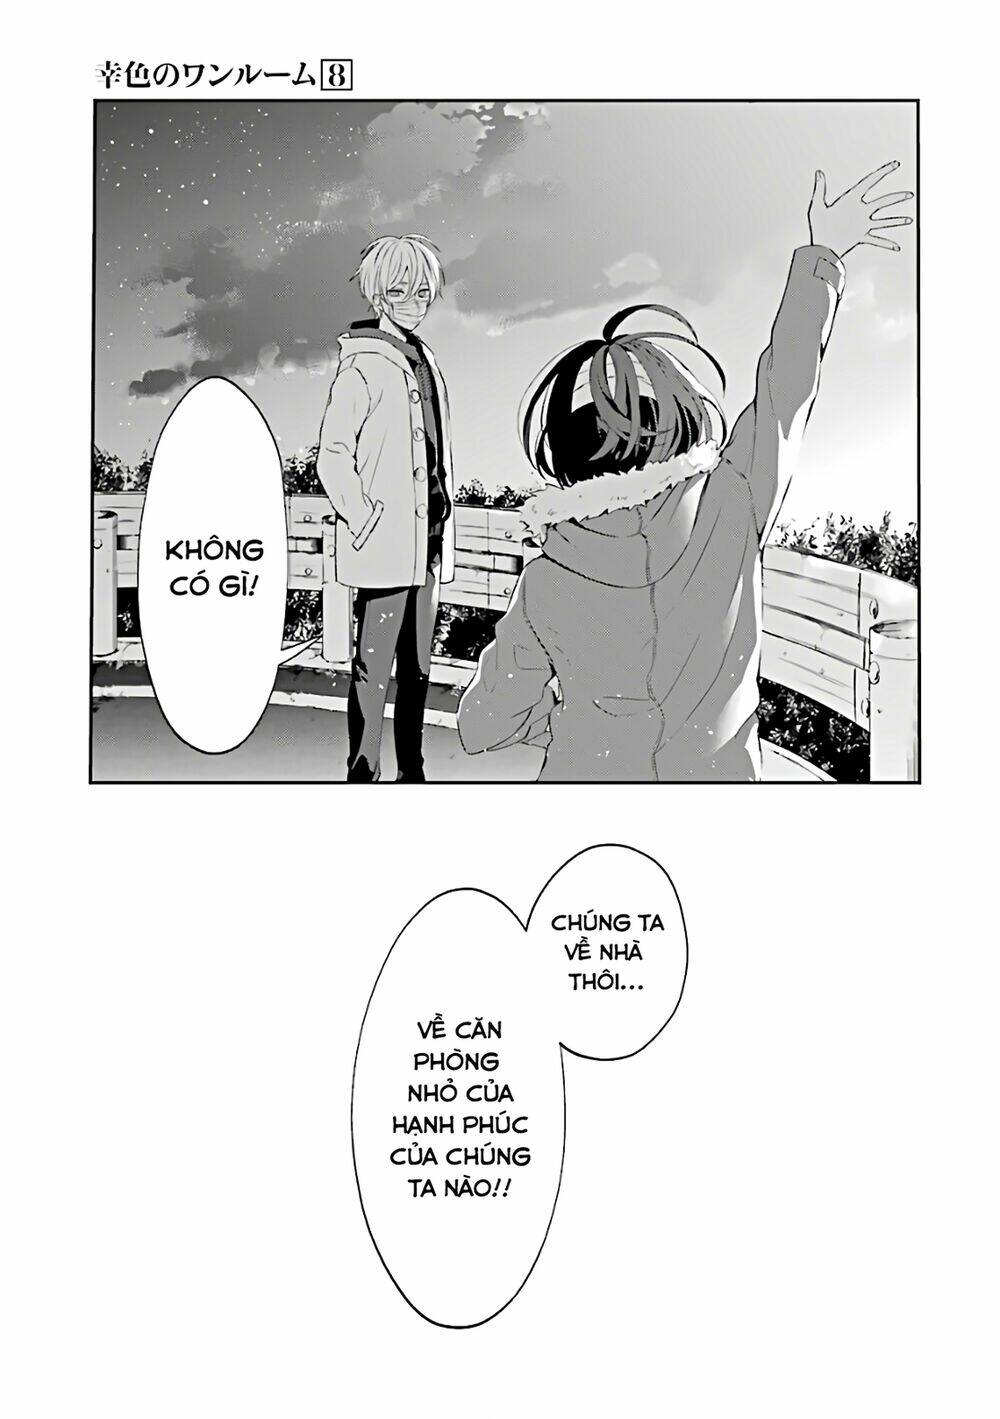 幸色のワンルーム 8
KHÔNG
CÓ GÌ!
CHÚNG TA
VỀ NHÀ
THÔI...
VỀ CĂN
PHÒNG
NHỎ CỦA
HẠNH PHÚC
CỦA CHÚNG
TA NÀO!!